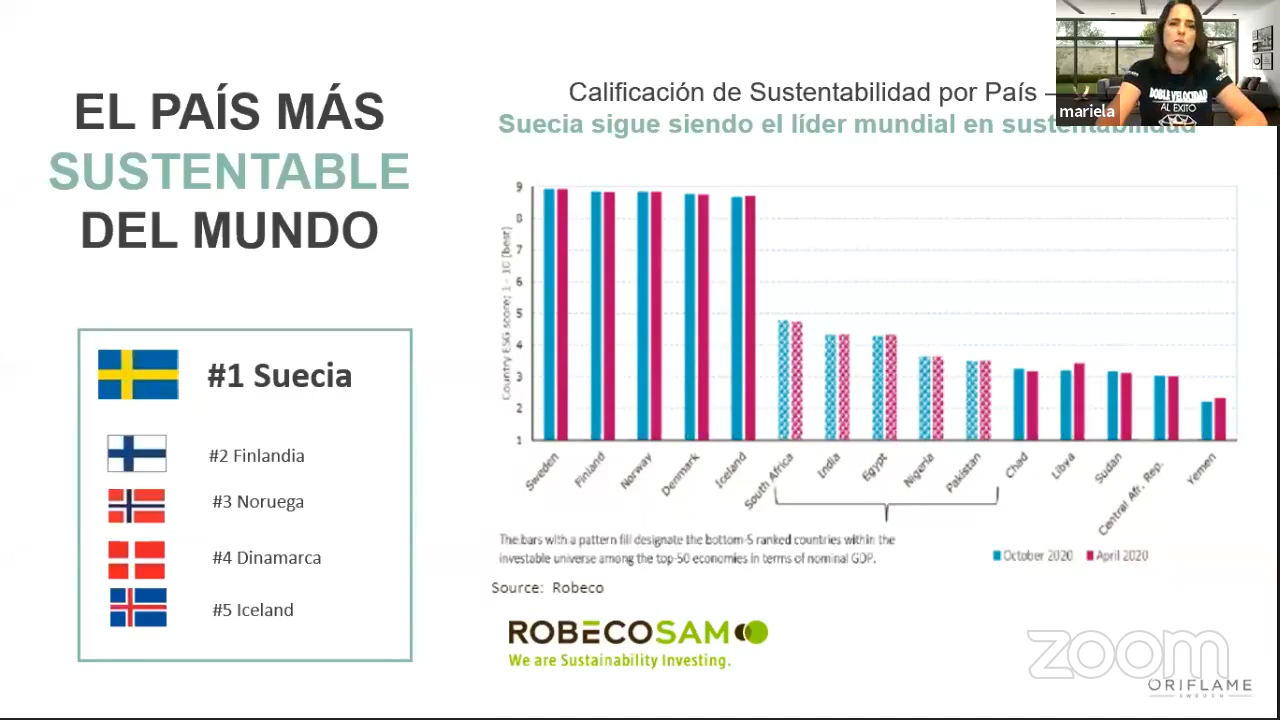 EL PAÍS MÁS
SUSTENTABLE
DEL MUNDO
#1 Suecia
#2 Finlandia
#3 Noruega
#4 Dinamarca
#5 Iceland
Calificación de Sustentabilidad por País –
Suecia sigue siendo el líder mundial en sustentabilidad
mariela
DOBLE VELOCIDAD
AL EXITO
Country ESG score: 1 - 10 (best)
9
8
7
6
5
4
3
2
1
Sweden
Finland
Norway
Denmark
Iceland
South Africa
India
Egypt
Nigeria
Pakistan
Chad
Libya
Sudan
Central Afr. Rep.
Yemen
The bars with a pattern fill designate the bottom-5 ranked countries within the
investable universe among the top-50 economies in terms of nominal GDP.
October 2020 April 2020
Source: Robeco
ROBECOSAM
We are Sustainability Investing.
zoom
ORIFLAME
SWEDEN